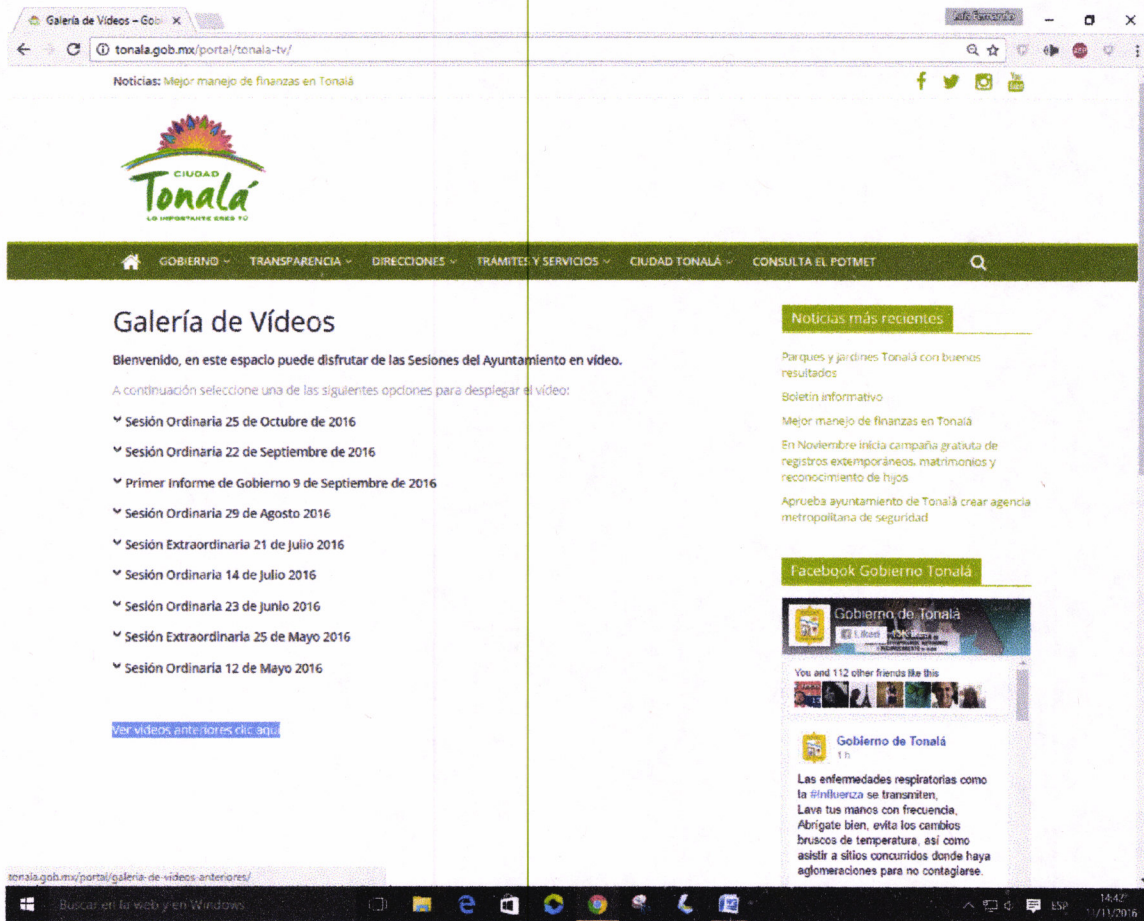 Galería de Vídeos – Gob
Luis Fernando
tonala.gob.mx/portal/tonala-tv/
Noticias: Mejor manejo de finanzas en Tonalá
You Tube
CIUDAD
Tonalá
LO IMPORTANTE ERES TÚ
GOBIERNO TRANSPARENCIA DIRECCIONES TRÁMITES Y SERVICIOS CIUDAD TONALÁ CONSULTA EL POTMET
Galería de Vídeos
Bienvenido, en este espacio puede disfrutar de las Sesiones del Ayuntamiento en vídeo.
A continuación seleccione una de las siguientes opciones para desplegar el vídeo:
Sesión Ordinaria 25 de Octubre de 2016
Sesión Ordinaria 22 de Septiembre de 2016
Primer Informe de Gobierno 9 de Septiembre de 2016
Sesión Ordinaria 29 de Agosto 2016
Sesión Extraordinaria 21 de Julio 2016
Sesión Ordinaria 14 de Julio 2016
Sesión Ordinaria 23 de Junio 2016
Sesión Extraordinaria 25 de Mayo 2016
Sesión Ordinaria 12 de Mayo 2016
Ver videos anteriores clic aquí
Noticias más recientes
Parques y jardines Tonalá con buenos
resultados
Boletín informativo
Mejor manejo de finanzas en Tonalá
En Noviembre inicia campaña gratiuta de
registros extemporáneos, matrimonios y
reconocimiento de hijos
Aprueba ayuntamiento de Tonalá crear agencia
metropolitana de seguridad
Facebook Gobierno Tonalá
Gobierno de Tonalá
Liked
You and 112 other friends like this
Gobierno de Tonalá
1 h
Las enfermedades respiratorias como
la #Influenza se transmiten,
Lava tus manos con frecuencia,
Abrígate bien, evita los cambios
bruscos de temperatura, así como
asistir a sitios concurridos donde haya
aglomeraciones para no contagiarse.
tonala.gob.mx/portal/galeria-de-videos-anteriores/
Buscar en la web y en Windows
ESP
14:42
11/11/2016